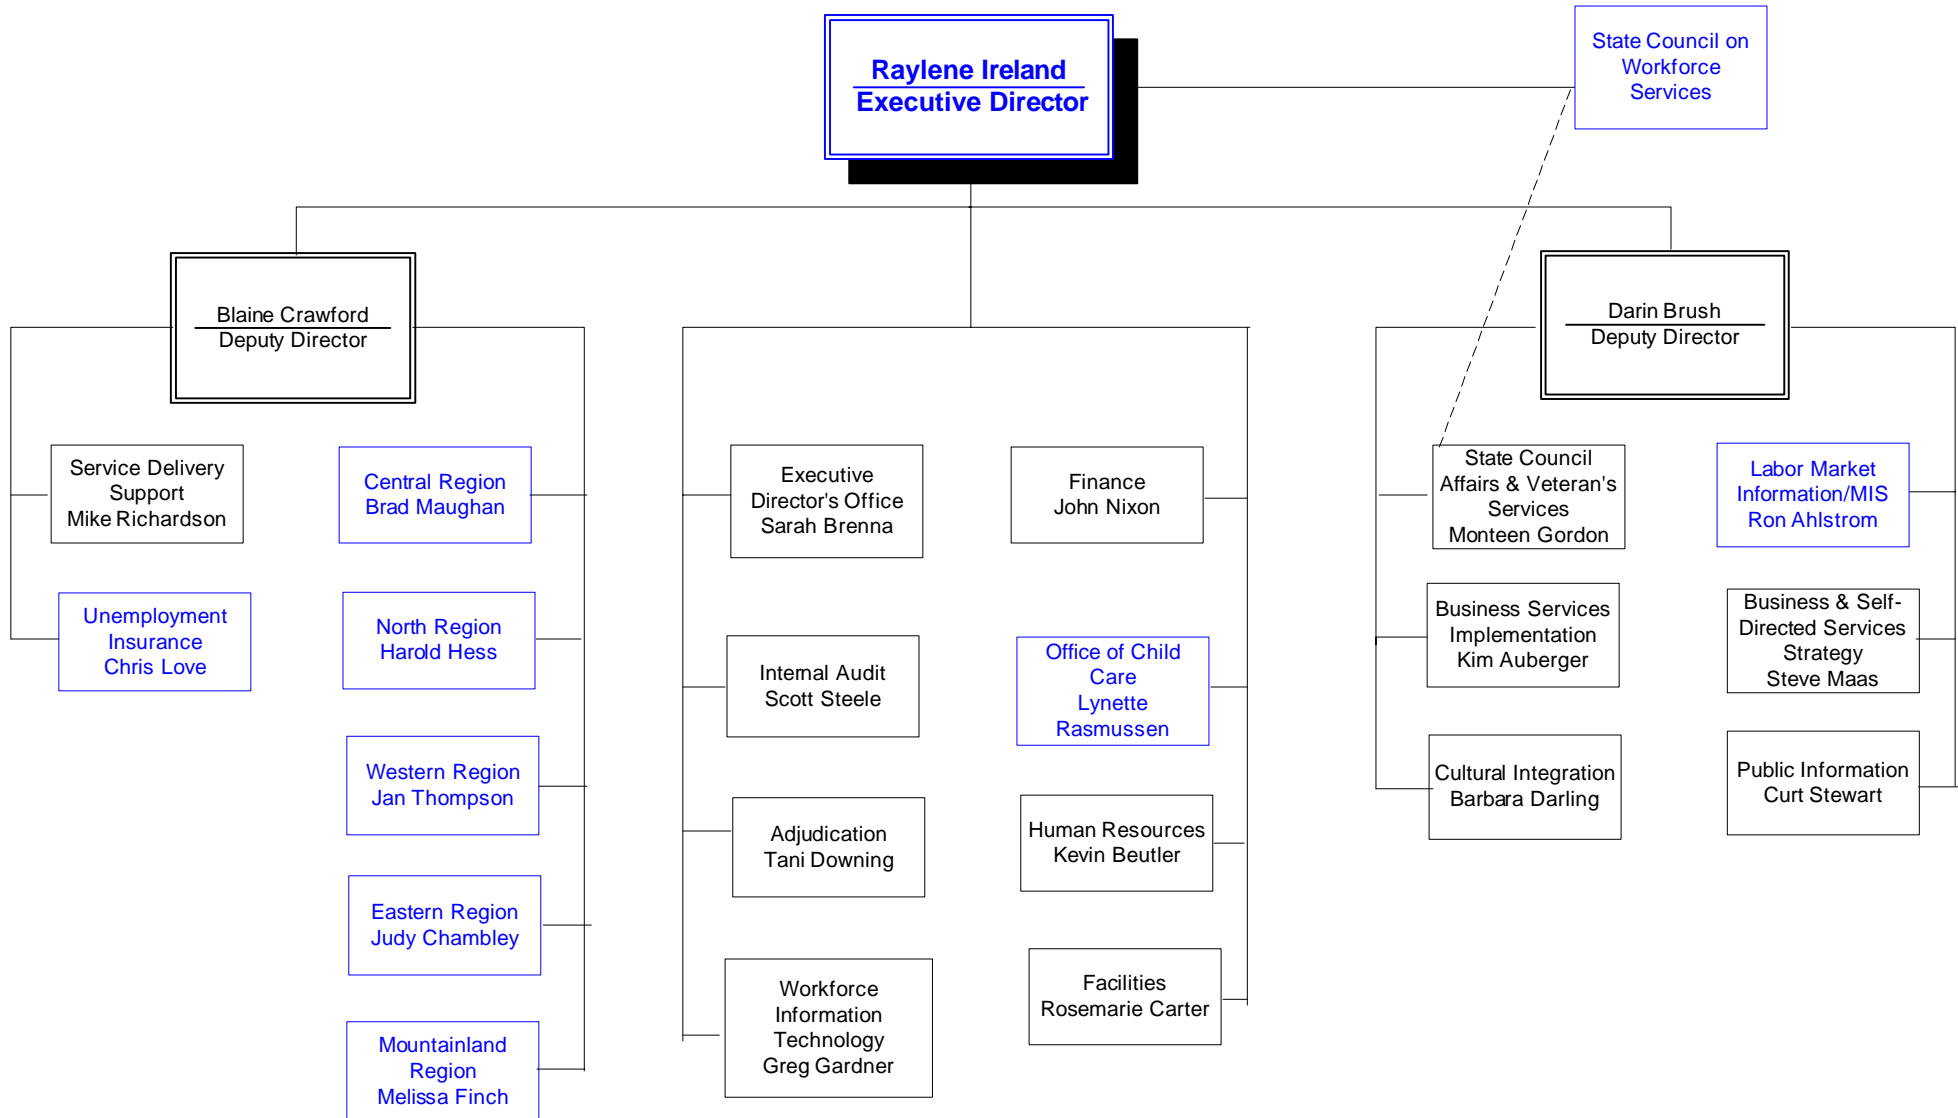 Raylene Ireland
Executive Director
State Council on
Workforce
Services
Blaine Crawford
Deputy Director
Darin Brush
Deputy Director
Service Delivery
Support
Mike Richardson
Unemployment
Insurance
Chris Love
Central Region
Brad Maughan
North Region
Harold Hess
Western Region
Jan Thompson
Eastern Region
Judy Chambley
Mountainland
Region
Melissa Finch
Executive
Director's Office
Sarah Brenna
Internal Audit
Scott Steele
Adjudication
Tani Downing
Workforce
Information
Technology
Greg Gardner
Finance
John Nixon
Office of Child
Care
Lynette
Rasmussen
Human Resources
Kevin Beutler
Facilities
Rosemarie Carter
State Council
Affairs & Veteran's
Services
Monteen Gordon
Business Services
Implementation
Kim Auberger
Cultural Integration
Barbara Darling
Labor Market
Information/MIS
Ron Ahlstrom
Business & Self-
Directed Services
Strategy
Steve Maas
Public Information
Curt Stewart